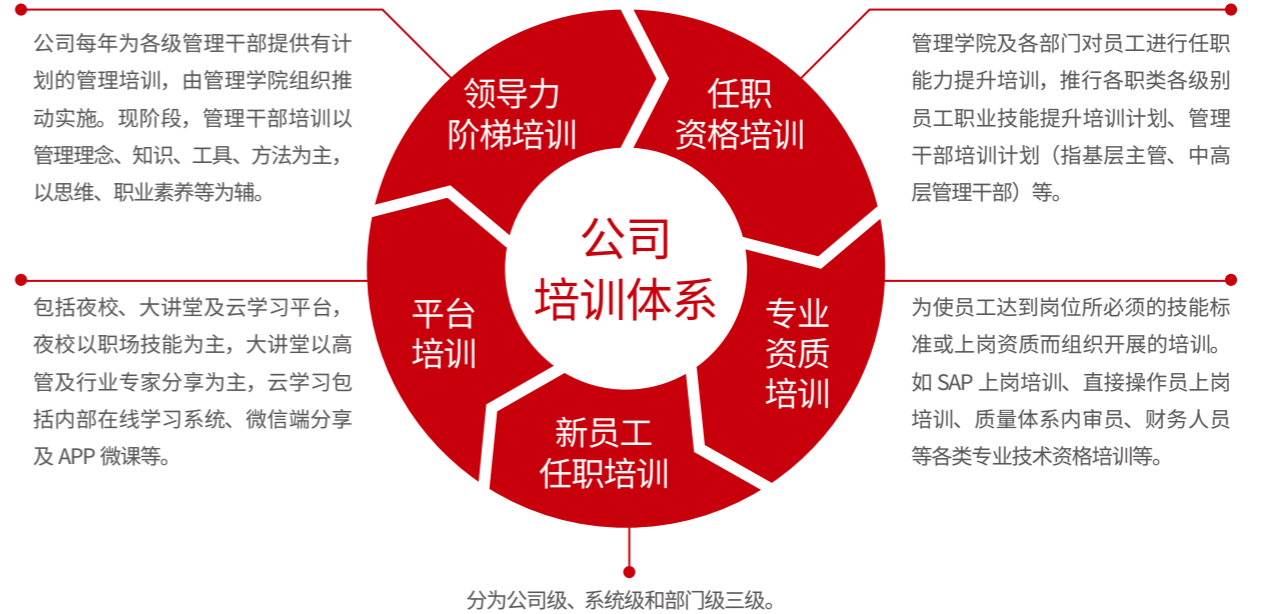 公司每年为各级管理干部提供有计
划的管理培训，由管理学院组织推
动实施。现阶段，管理干部培训以
管理理念、知识、工具、方法为主，
以思维、职业素养等为辅。
领导力
阶梯培训
任职
资格培训
管理学院及各部门对员工进行任职
能力提升培训，推行各职类各级别
员工职业技能提升培训计划、管理
干部培训计划（指基层主管、中高
层管理干部）等。
公司
培训体系
包括夜校、大讲堂及云学习平台，
夜校以职场技能为主，大讲堂以高
管及行业专家分享为主，云学习包
括内部在线学习系统、微信端分享
及 APP 微课等。
平台
培训
专业
资质
培训
为使员工达到岗位所必须的技能标
准或上岗资质而组织开展的培训。
如 SAP 上岗培训、直接操作员上岗
培训、质量体系内审员、财务人员
等各类专业技术资格培训等。
新员工
任职培训
分为公司级、系统级和部门级三级。